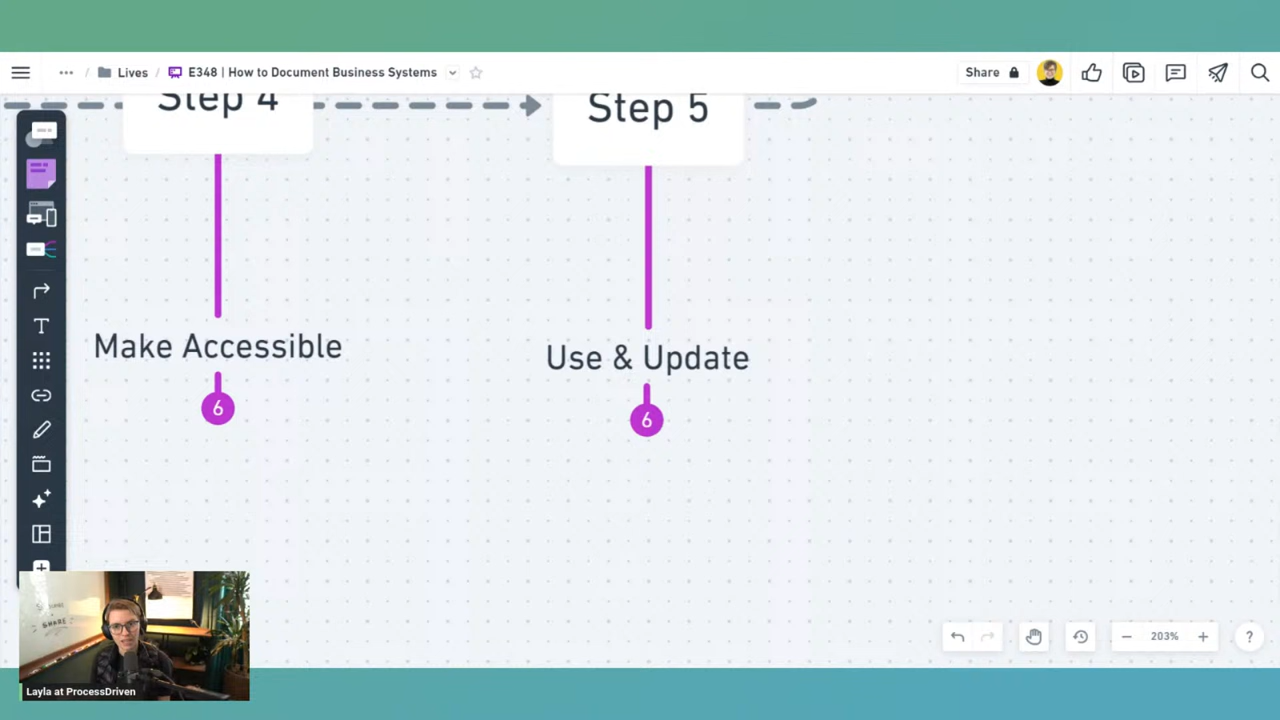 Lives / E348 | How to Document Business Systems
Share
Step 4
Step 5
Make Accessible
Use & Update
6
6
SHARE
203%
?
Layla at ProcessDriven